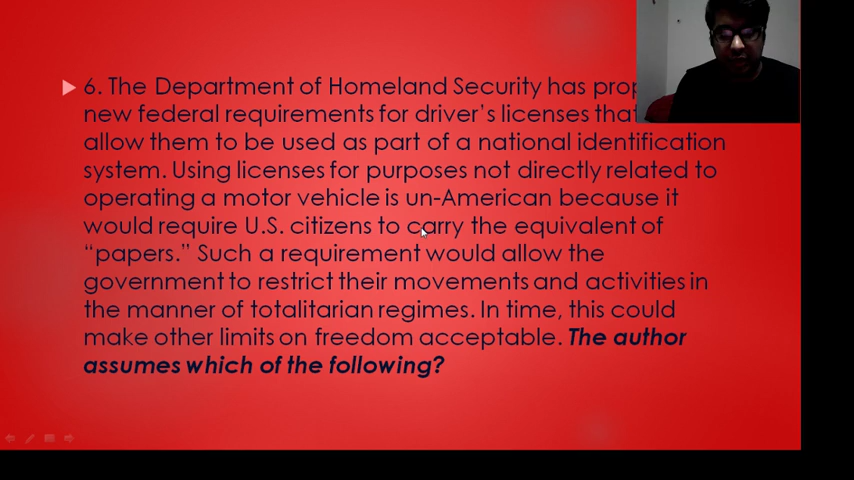 6. The Department of Homeland Security has
new federal requirements for driver's licenses that
allow them to be used as part of a national identification
system. Using licenses for purposes not directly related to
operating a motor vehicle is un-American because it
would require U.S. citizens to carry the equivalent of
“papers.” Such a requirement would allow the
government to restrict their movements and activities in
the manner of totalitarian regimes. In time, this could
make other limits on freedom acceptable. The author
assumes which of the following?